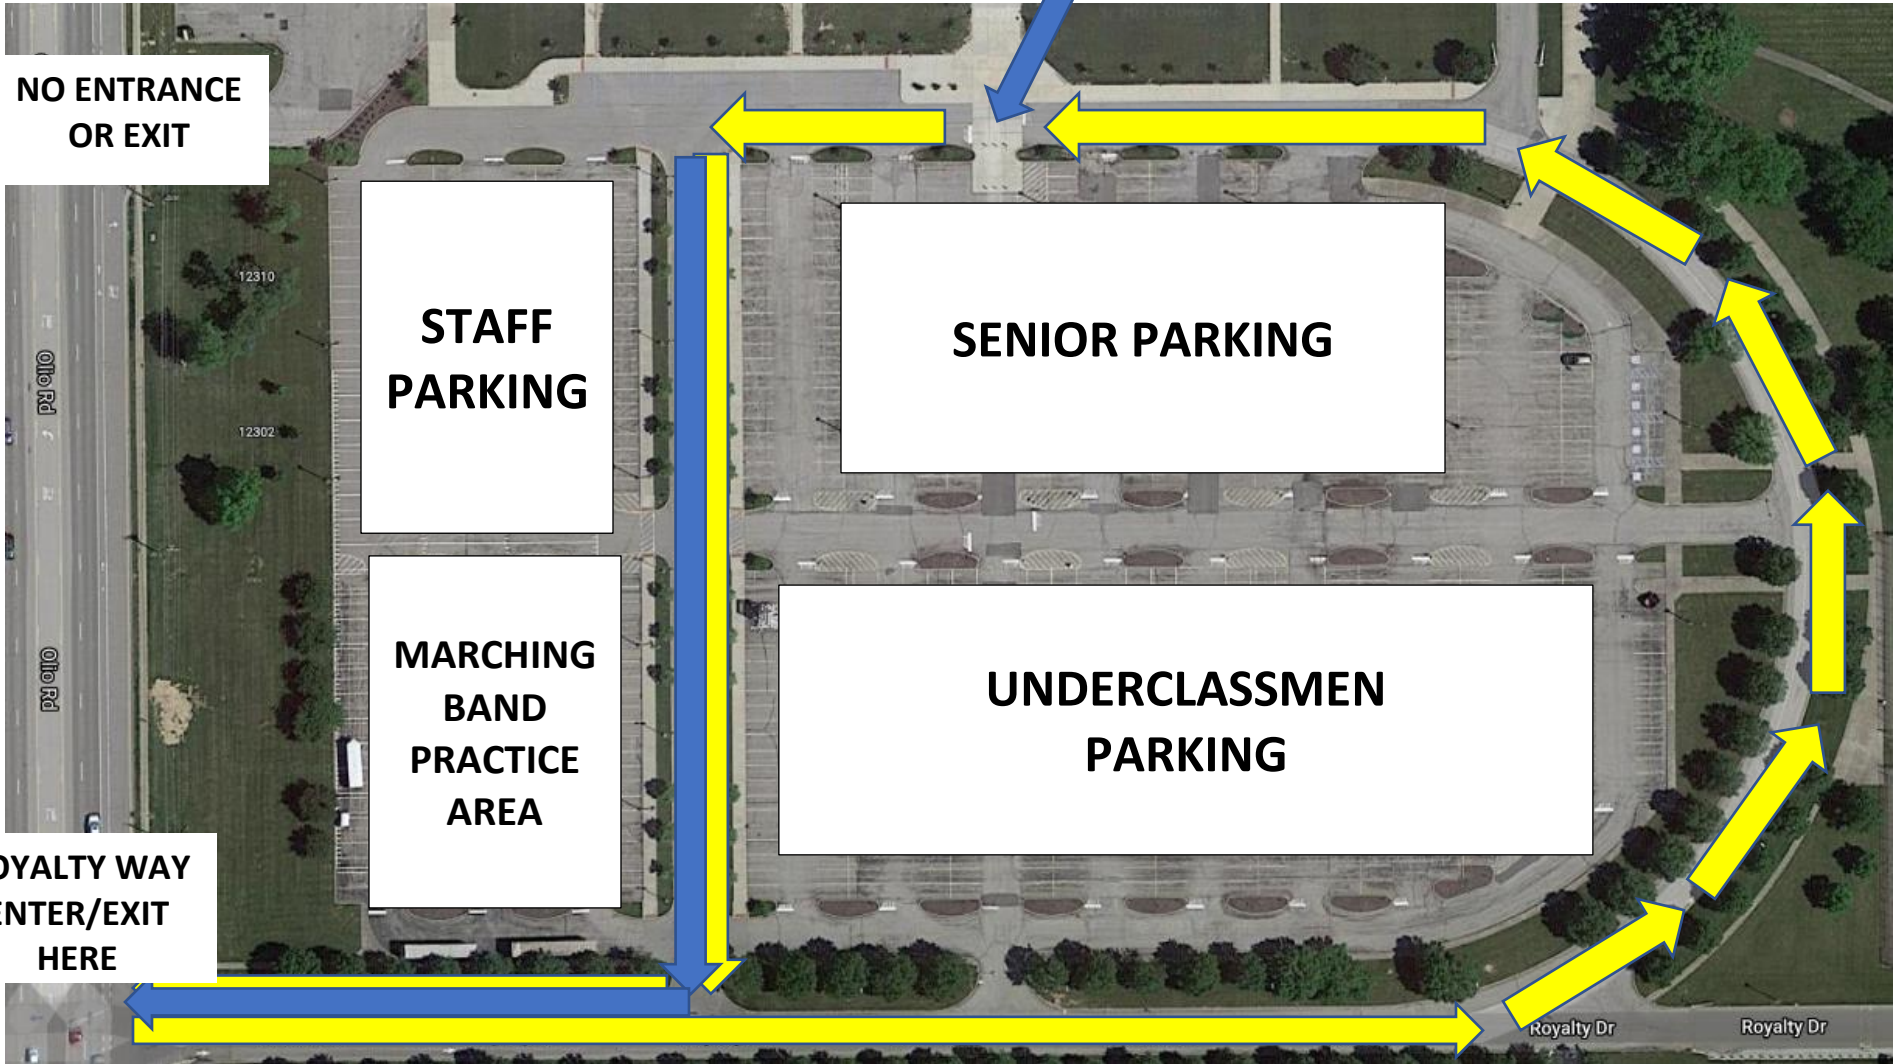 NO ENTRANCE
OR EXIT
12310
STAFF
PARKING
SENIOR PARKING
Olio Rd
12302
MARCHING
BAND
PRACTICE
AREA
UNDERCLASSMEN
PARKING
Olio Rd
OYALTY WAY
ENTER/EXIT
HERE
Royalty Dr
Royalty Dr